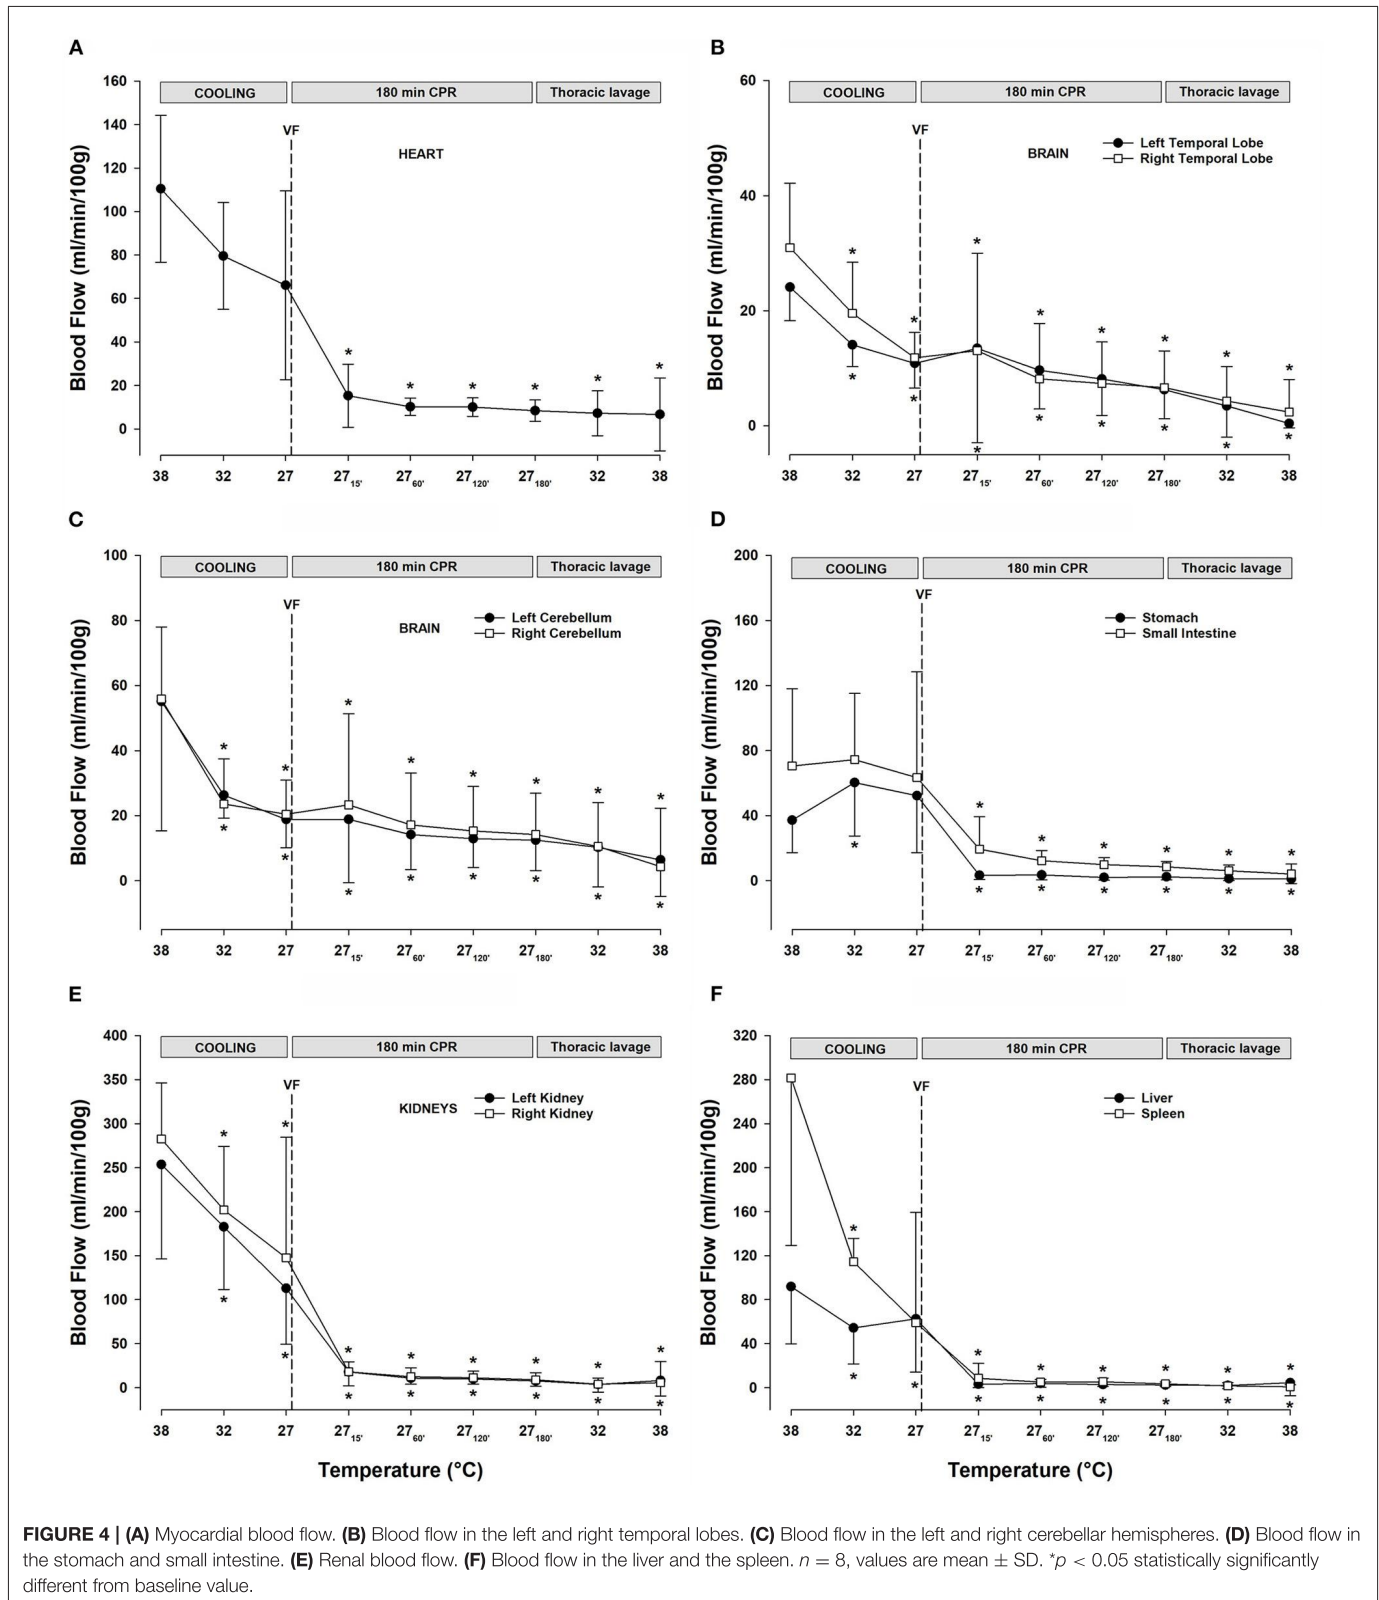 A
160
140
120
100
80
60
40
20
0
Blood Flow (ml/min/100g)
COOLING
180 min CPR
Thoracic lavage
VF
HEART
*
*
*
*
*
*
38
32
27
27 15'
27 60'
27 120'
27 180'
32
38
B
60
40
20
0
Blood Flow (ml/min/100g)
COOLING
180 min CPR
Thoracic lavage
VF
BRAIN
Left Temporal Lobe
Right Temporal Lobe
* * * * * * * *
* * * * * * * *
38
32
27
27 15'
27 60'
27 120'
27 180'
32
38
C
100
80
60
40
20
0
Blood Flow (ml/min/100g)
COOLING
180 min CPR
Thoracic lavage
VF
BRAIN
Left Cerebellum
Right Cerebellum
* * * * * * * *
* * * * * * * *
38
32
27
27 15'
27 60'
27 120'
27 180'
32
38
D
200
160
120
80
40
0
Blood Flow (ml/min/100g)
COOLING
180 min CPR
Thoracic lavage
VF
Stomach
Small Intestine
* * * * * *
* * * * * * *
38
32
27
27 15'
27 60'
27 120'
27 180'
32
38
E
400
350
300
250
200
150
100
50
0
Blood Flow (ml/min/100g)
COOLING
180 min CPR
Thoracic lavage
VF
KIDNEYS
Left Kidney
Right Kidney
* * * * * * * *
* * * * * * * *
38
32
27
27 15'
27 60'
27 120'
27 180'
32
38
Temperature (°C)
F
320
280
240
200
160
120
80
40
0
Blood Flow (ml/min/100g)
COOLING
180 min CPR
Thoracic lavage
VF
Liver
Spleen
* * * * * * *
* * * * * * * *
38
32
27
27 15'
27 60'
27 120'
27 180'
32
38
Temperature (°C)
FIGURE 4 | (A) Myocardial blood flow. (B) Blood flow in the left and right temporal lobes. (C) Blood flow in the left and right cerebellar hemispheres. (D) Blood flow in
the stomach and small intestine. (E) Renal blood flow. (F) Blood flow in the liver and the spleen. n = 8, values are mean ± SD. *p < 0.05 statistically significantly
different from baseline value.